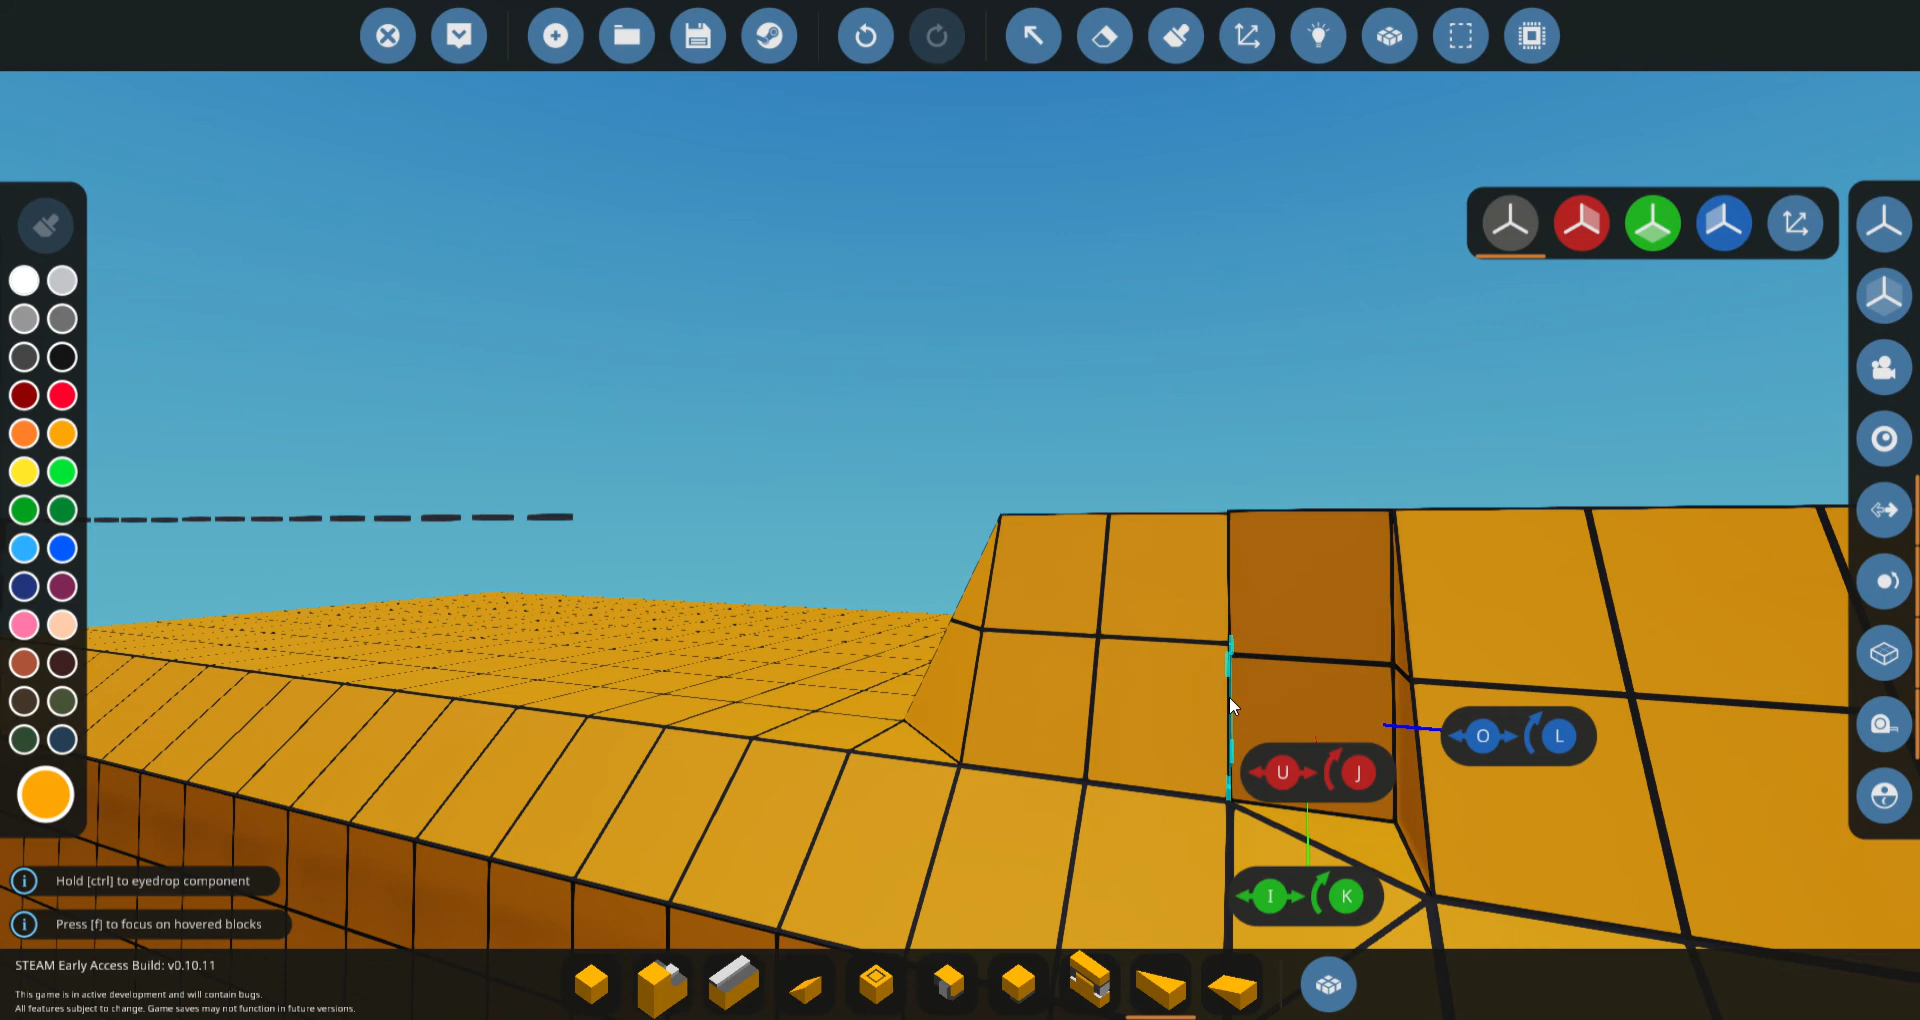 O L
U J
I K
Hold [ctrl] to eyedrop component
Press [f] to focus on hovered blocks
STEAM Early Access Build: v0.10.11
This game is in active development and will contain bugs.
All features subject to change. Game saves may not function in future versions.